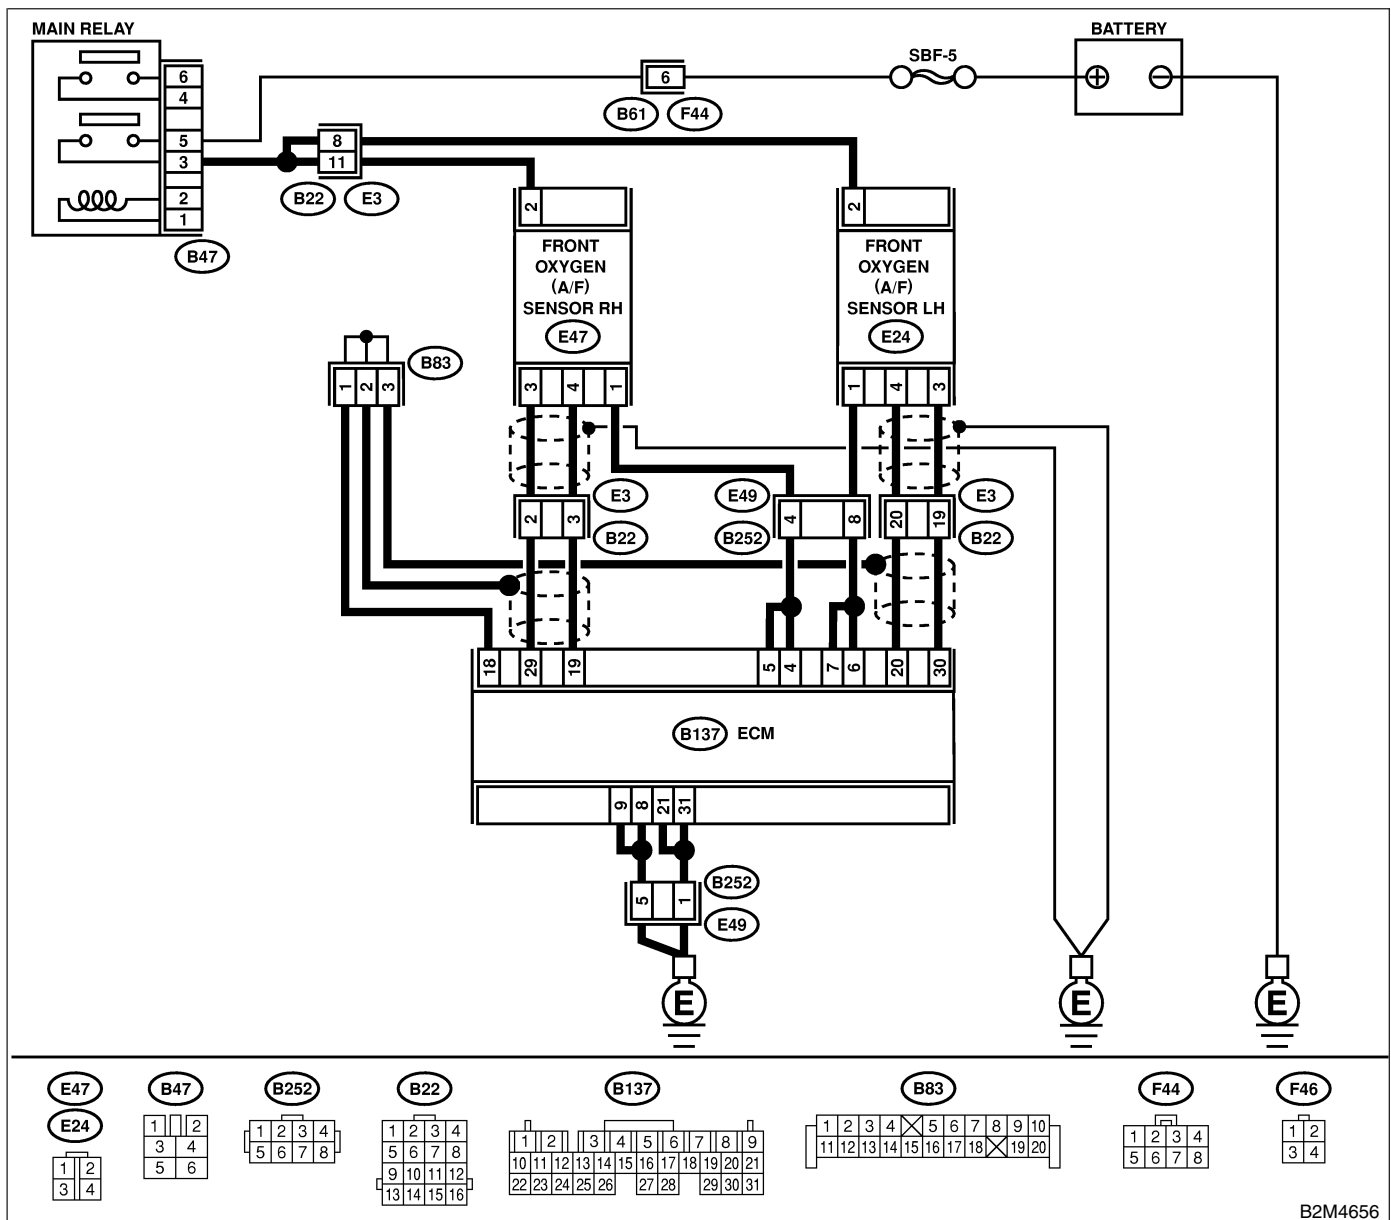 MAIN RELAY
BATTERY
SBF-5
+
−
6
4
5
3
2
1
6
B61 F44
8
11
B22 E3
B47
2
FRONT
OXYGEN
(A/F)
SENSOR RH
E47
2
FRONT
OXYGEN
(A/F)
SENSOR LH
E24
B83
1 2 3
3 4 1
1 4 3
E3
B22
2 3
E49
B252
4 8
20 19
E3
B22
18 29 19 5 4 7 6 20 30
B137 ECM
9 8 21 31
B252
E49
5 1
E
E
E
E47
E24
1 2
3 4
B47
1 2
3 4
5 6
B252
1 2 3 4
5 6 7 8
B22
1 2 3 4
5 6 7 8
9 10 11 12
13 14 15 16
B137
1 2 3 4 5 6 7 8 9
10 11 12 13 14 15 16 17 18 19 20 21
22 23 24 25 26 27 28 29 30 31
B83
1 2 3 4 5 6 7 8 9 10
11 12 13 14 15 16 17 18 19 20
F44
1 2 3 4
5 6 7 8
F46
1 2
3 4
B2M4656